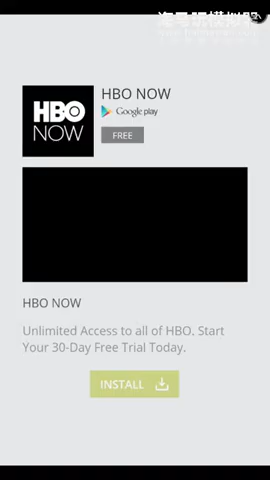 HBO NOW
HBO
NOW
Google play
FREE
HBO NOW
Unlimited Access to all of HBO. Start
Your 30-Day Free Trial Today.
INSTALL